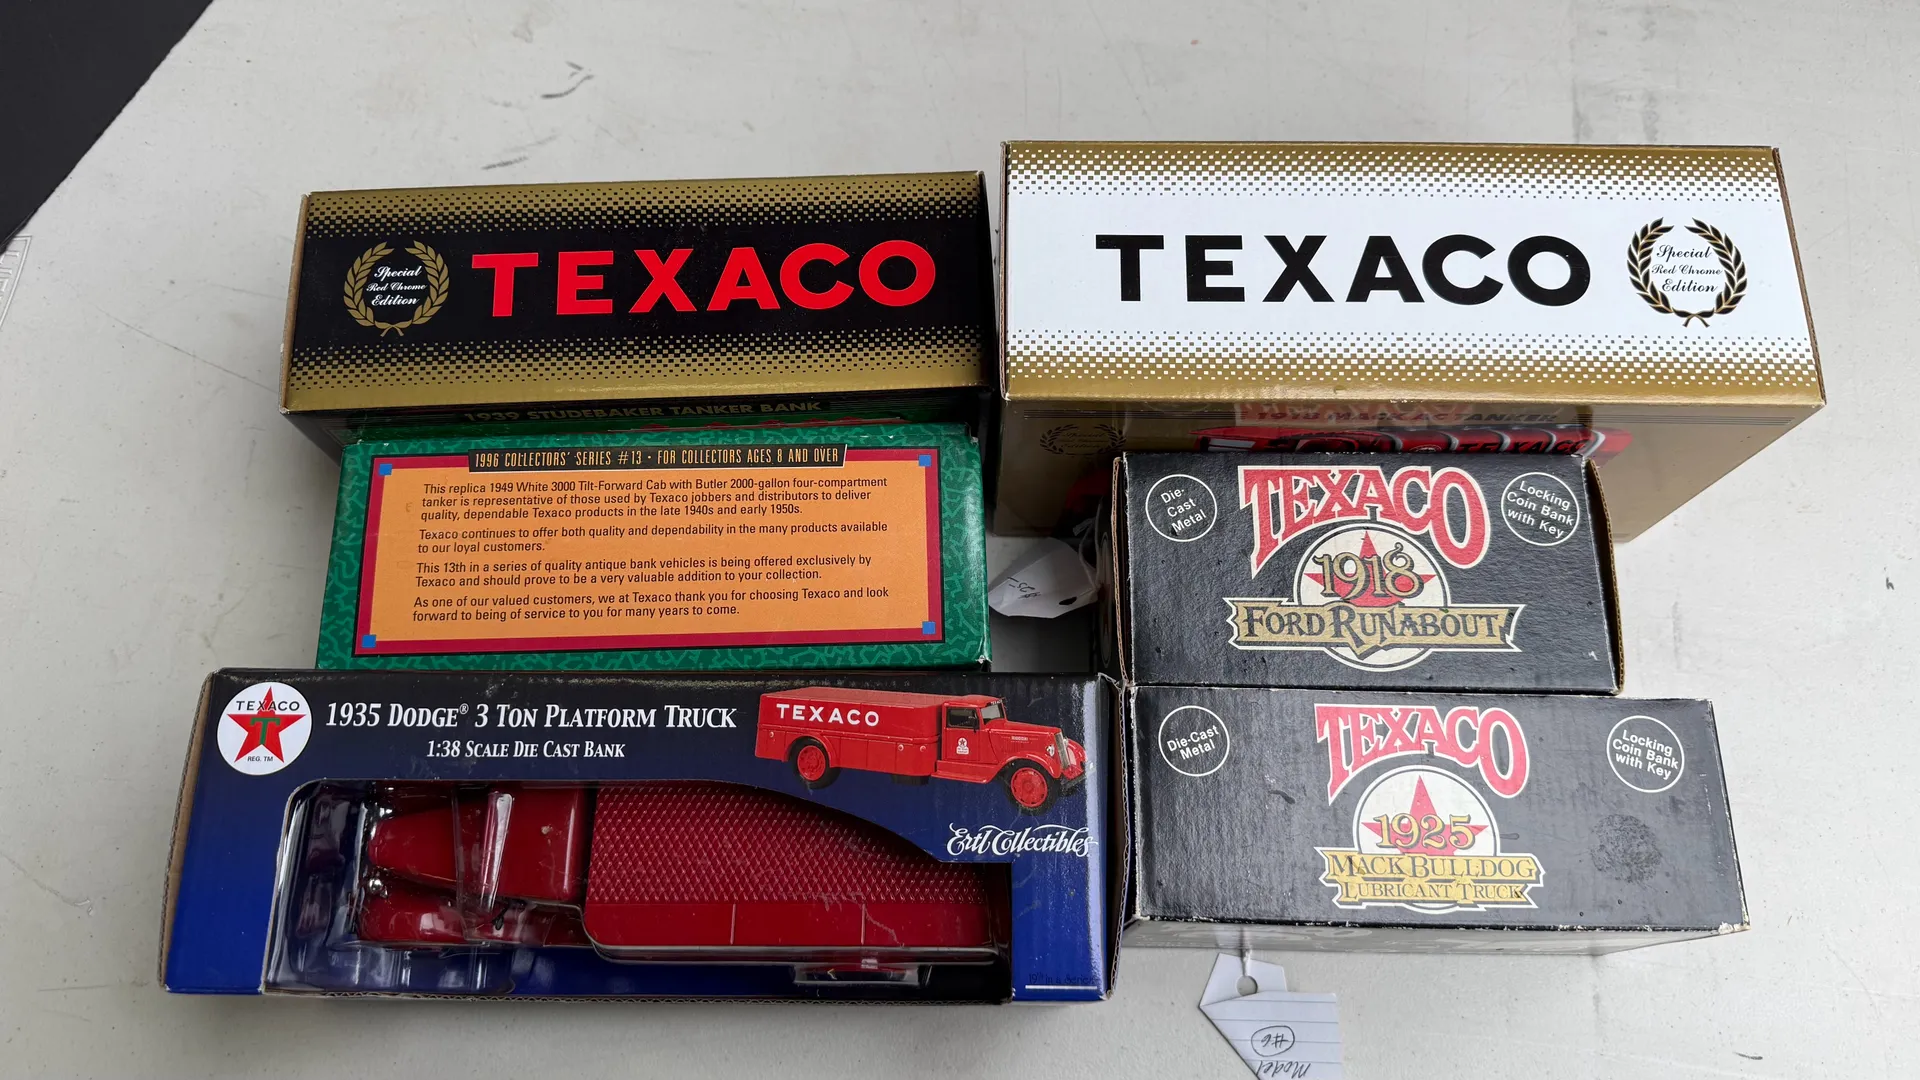 Special
Red Chrome
Edition
TEXACO
1939 STUDEBAKER TANKER BANK
TEXACO
Special
Red Chrome
Edition
TEXACO
1996 COLLECTORS' SERIES #13 • FOR COLLECTORS AGES 8 AND OVER
This replica 1949 White 3000 Tilt-Forward Cab with Butler 2000-gallon four-compartment
tanker is representative of those used by Texaco jobbers and distributors to deliver
quality, dependable Texaco products in the late 1940s and early 1950s.
Texaco continues to offer both quality and dependability in the many products available
to our loyal customers.
This 13th in a series of quality antique bank vehicles is being offered exclusively by
Texaco and should prove to be a very valuable addition to your collection.
As one of our valued customers, we at Texaco thank you for choosing Texaco and look
forward to being of service to you for many years to come.
Die-
Cast
Metal
TEXACO
Locking
Coin Bank
with Key
1918
FORD RUNABOUT
TEXACO
T
REG. TM
1935 DODGE® 3 TON PLATFORM TRUCK
1:38 SCALE DIE CAST BANK
TEXACO
Ertl Collectibles
Die-Cast
Metal
TEXACO
Locking
Coin Bank
with Key
1925
MACK BULLDOG
LUBRICANT TRUCK
Model
#6